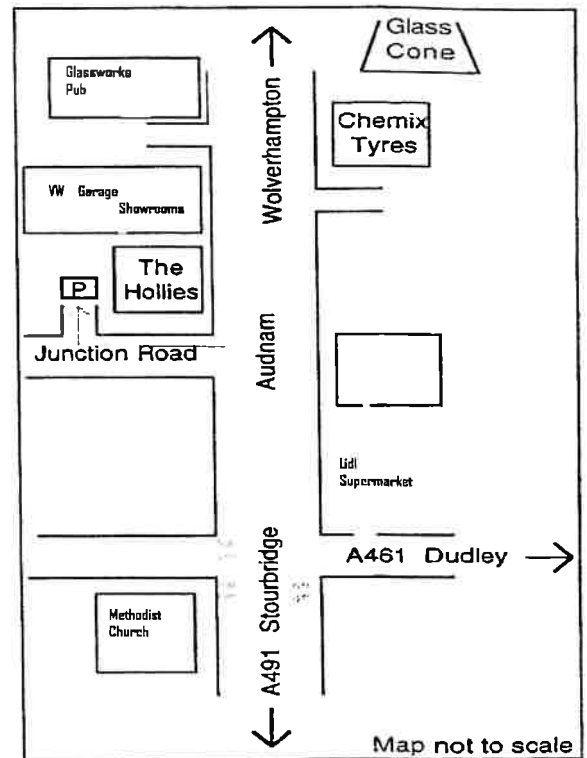 Glass
Cone
Glassworks
Pub
Wolverhampton
Chemix
Tyres
VW Garage
Showrooms
The
Hollies
P
Junction Road
Audnam
Lidl
Supermarket
A461 Dudley
A491 Stourbridge
Methodist
Church
Map not to scale